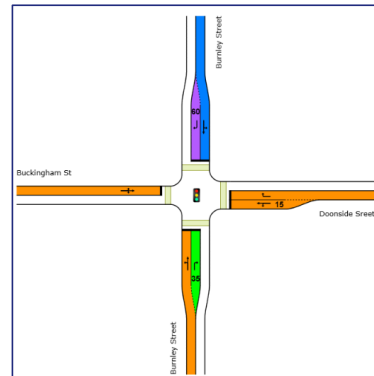 Burnley Street
60
Buckingham St
15
Doonside Sreet
35
Burnley Street